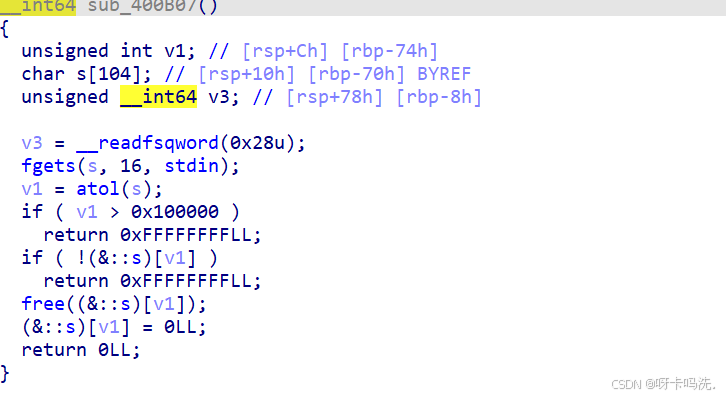 __int64 sub_400B07()
{
  unsigned int v1; // [rsp+Ch] [rbp-74h]
  char s[104]; // [rsp+10h] [rbp-70h] BYREF
  unsigned __int64 v3; // [rsp+78h] [rbp-8h]

  v3 = __readfsqword(0x28u);
  fgets(s, 16, stdin);
  v1 = atol(s);
  if ( v1 > 0x100000 )
    return 0xFFFFFFFFLL;
  if ( !(&::s)[v1] )
    return 0xFFFFFFFFLL;
  free((&::s)[v1]);
  (&::s)[v1] = 0LL;
  return 0LL;
}
CSDN @呀卡吗洗.